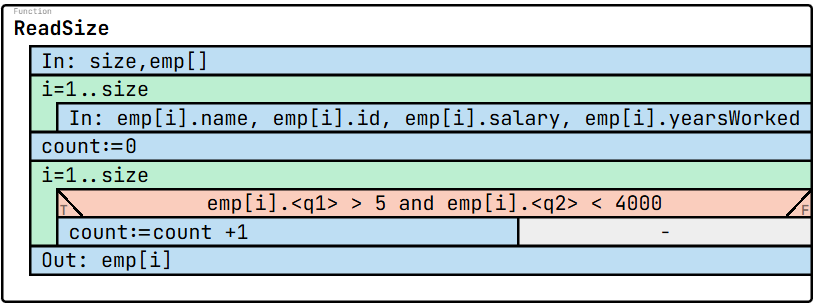 Function
ReadSize
In: size,emp[]
i=1..size
In: emp[i].name, emp[i].id, emp[i].salary, emp[i].yearsWorked
count:=0
i=1..size
emp[i].<q1> > 5 and emp[i].<q2> < 4000
T
F
count:=count +1
-
Out: emp[i]